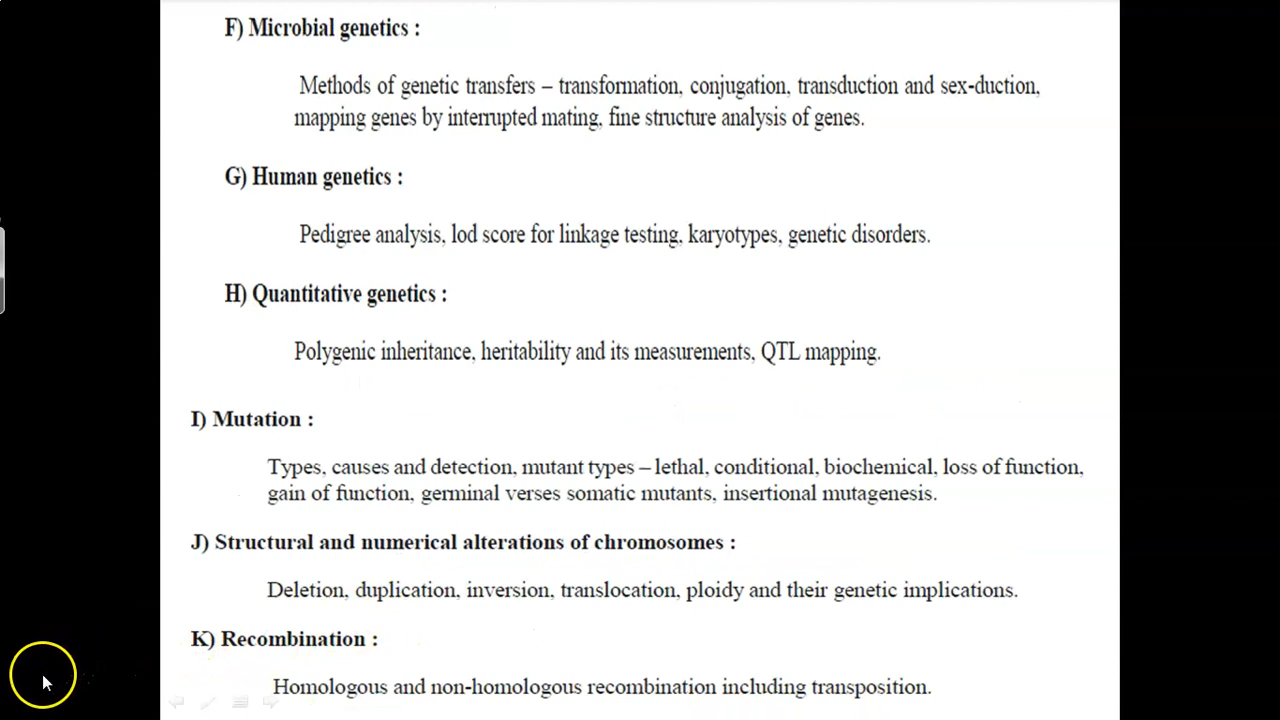 F) Microbial genetics :
Methods of genetic transfers – transformation, conjugation, transduction and sex-duction,
mapping genes by interrupted mating, fine structure analysis of genes.
G) Human genetics :
Pedigree analysis, lod score for linkage testing, karyotypes, genetic disorders.
H) Quantitative genetics :
Polygenic inheritance, heritability and its measurements, QTL mapping.
I) Mutation :
Types, causes and detection, mutant types – lethal, conditional, biochemical, loss of function,
gain of function, germinal verses somatic mutants, insertional mutagenesis.
J) Structural and numerical alterations of chromosomes :
Deletion, duplication, inversion, translocation, ploidy and their genetic implications.
K) Recombination :
Homologous and non-homologous recombination including transposition.